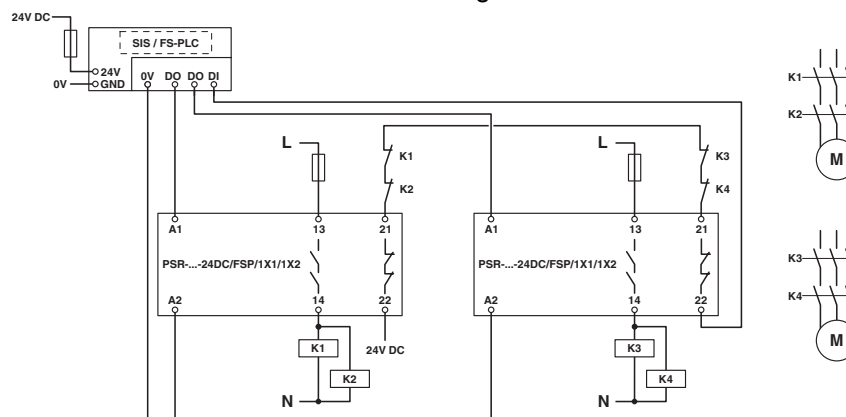 24V DC
SIS / FS-PLC
24V
0V DO DO DI
0V
GND
L
K1
K2
L
K3
K4
K1
K2
M
A1
13
21
A1
13
21
PSR-...-24DC/FSP/1X1/1X2
PSR-...-24DC/FSP/1X1/1X2
A2
14
22
A2
14
22
K1
K2
24V DC
N
K3
K4
N
K3
K4
M